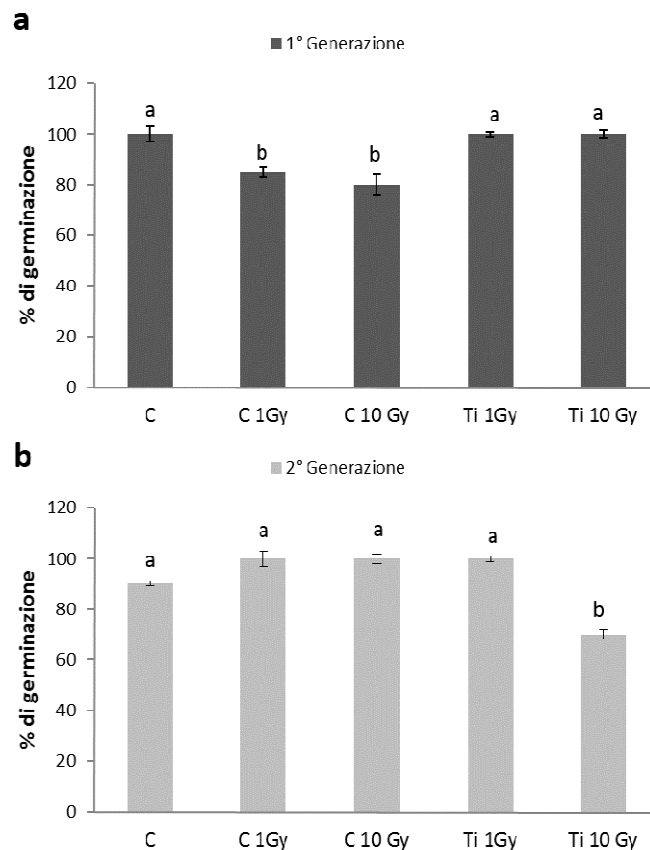 a
1° Generazione
% di germinazione
120
100
80
60
40
20
0
a
b
b
a
a
C
C 1Gy
C 10 Gy
Ti 1Gy
Ti 10 Gy
b
2° Generazione
% di germinazione
120
100
80
60
40
20
0
a
a
a
a
b
C
C 1Gy
C 10 Gy
Ti 1Gy
Ti 10 Gy